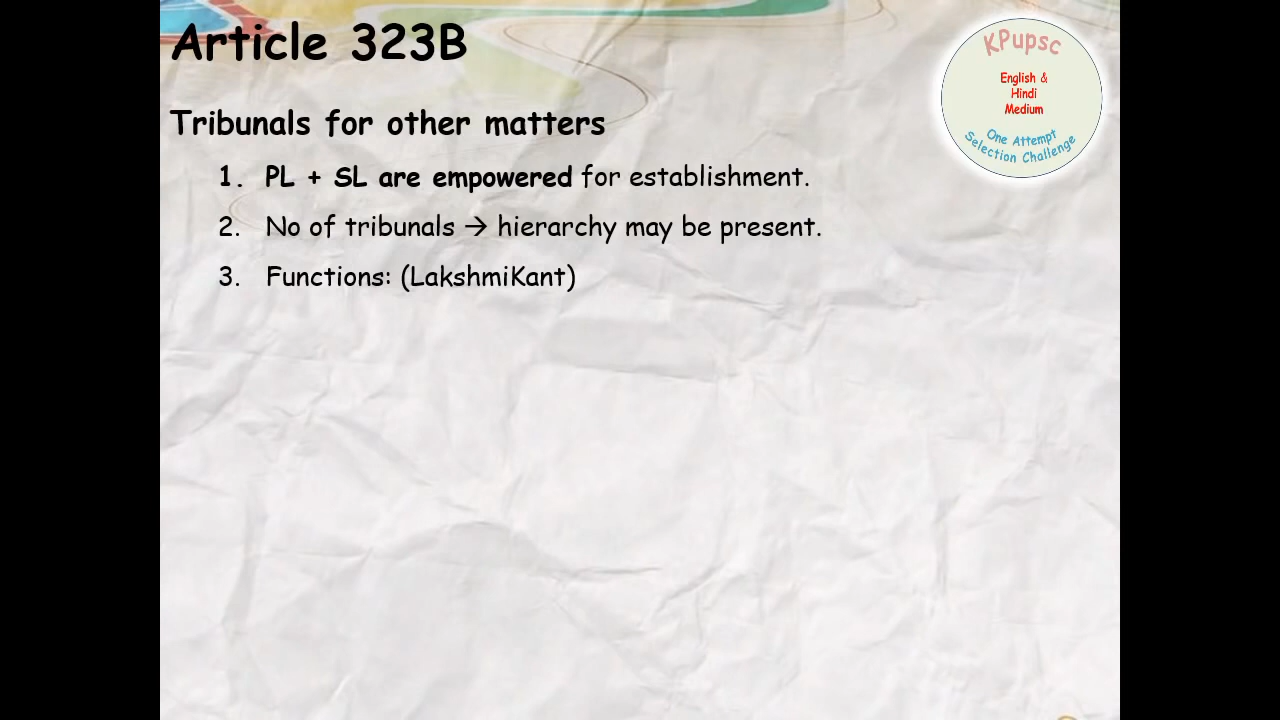 Article 323B
KPupsc
English &
Hindi
Medium
One Attempt
Selection Challenge
Tribunals for other matters
1. PL + SL are empowered for establishment.
2. No of tribunals → hierarchy may be present.
3. Functions: (LakshmiKant)